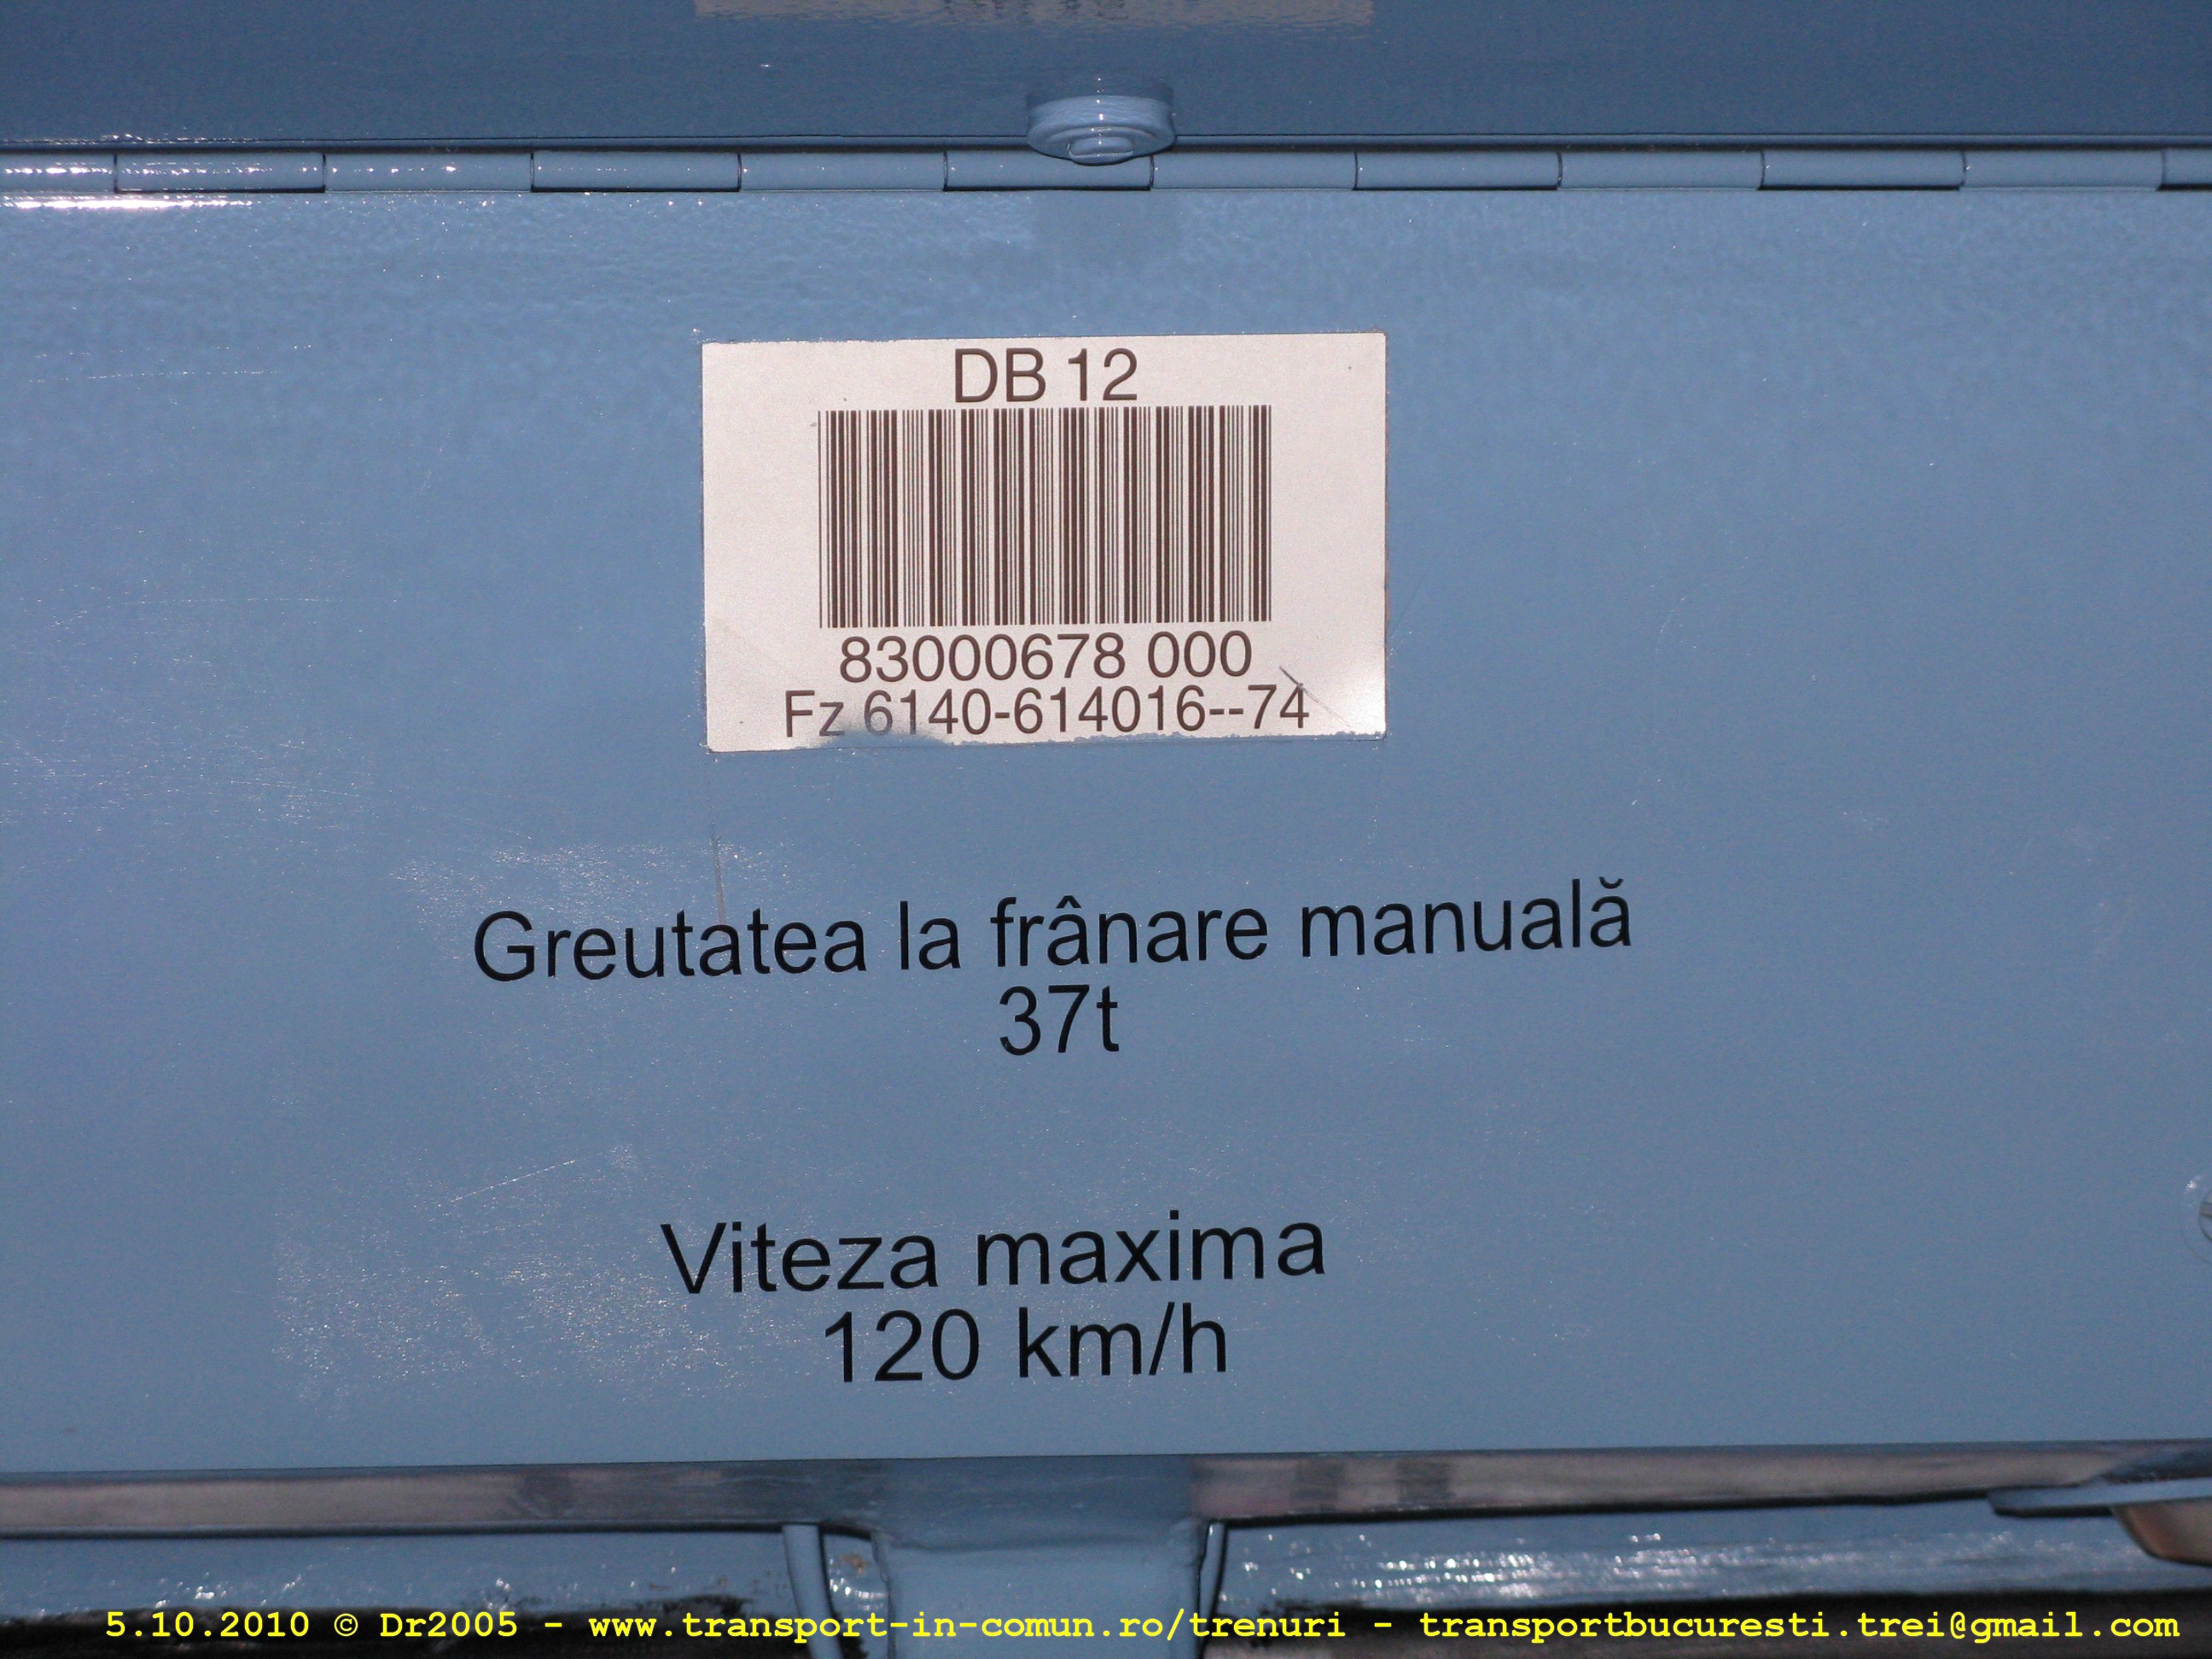 DB 12
83000678 000
Fz 6140-614016--74
Greutatea la frânare manuală
37t
Viteza maxima
120 km/h
5.10.2010 © Dr2005 - www.transport-in-comun.ro/trenuri - transportbucuresti.trei@gmail.com